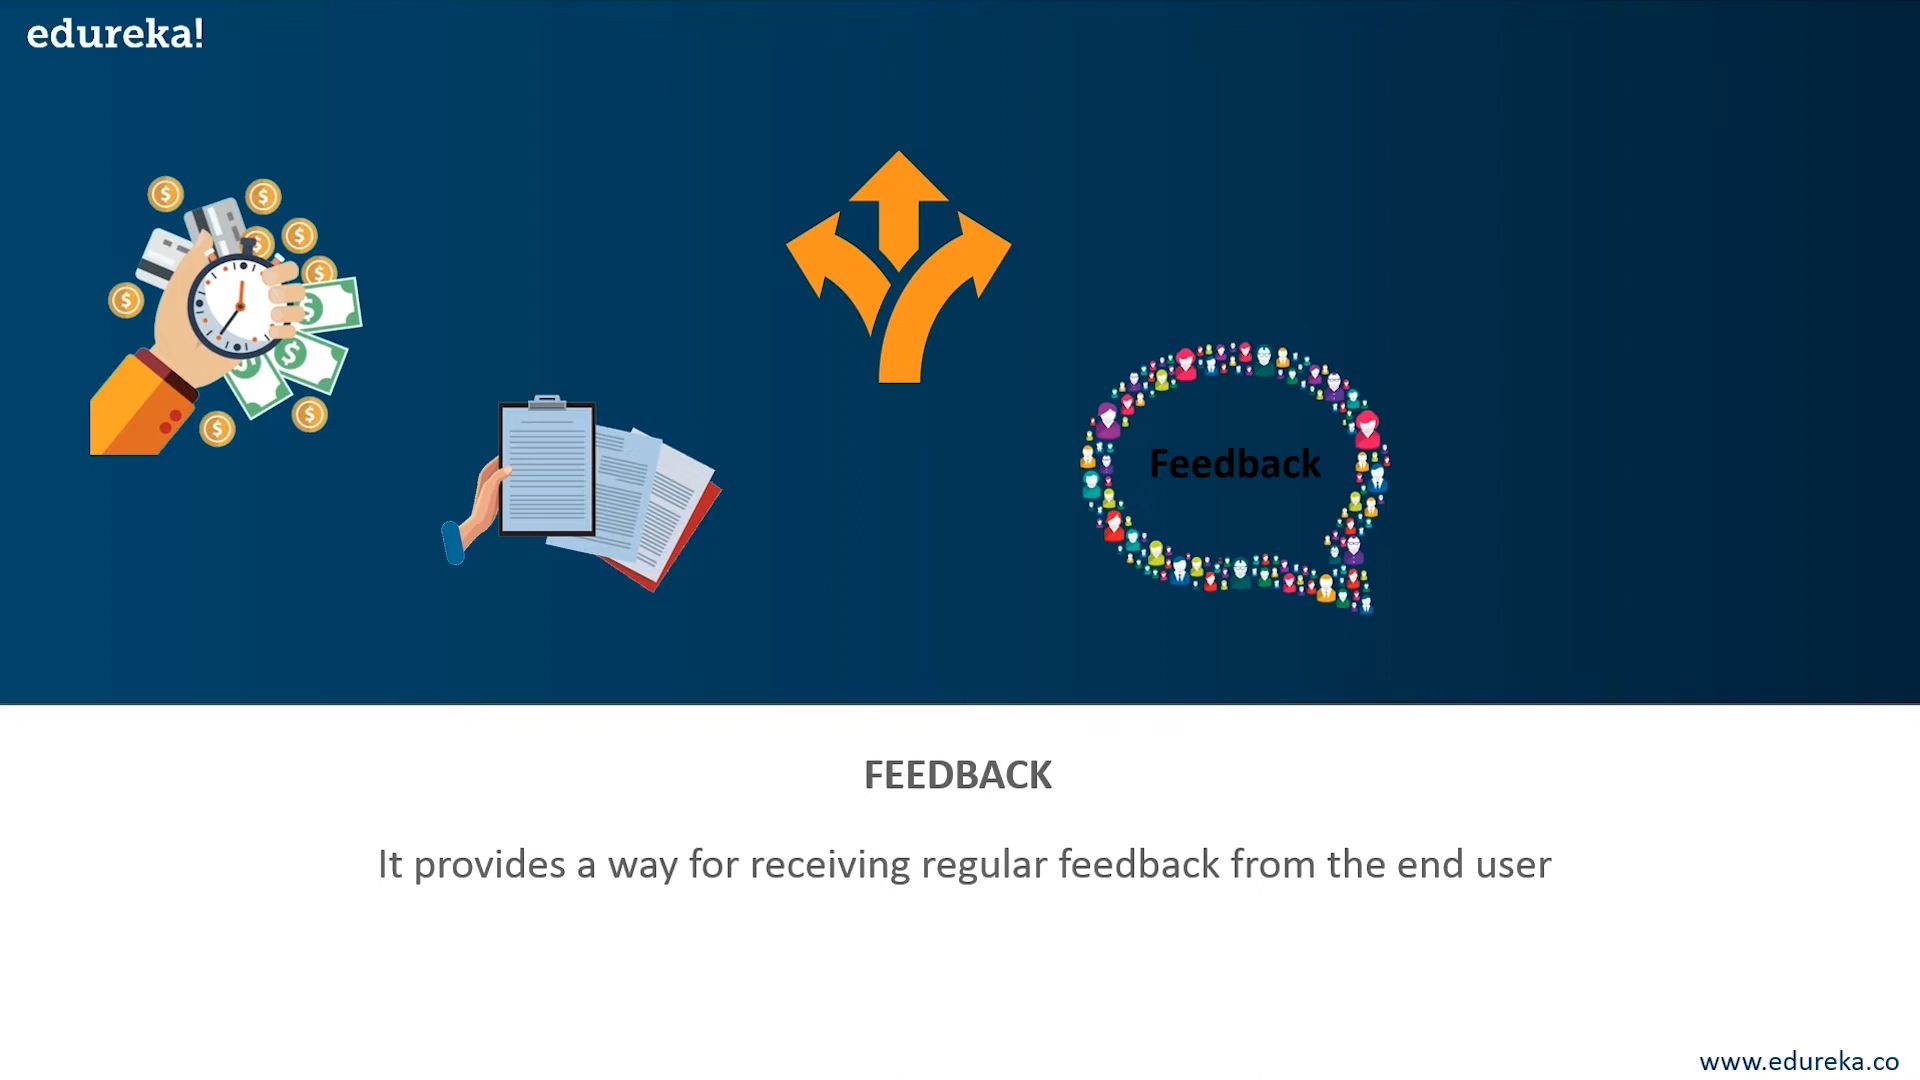 edureka!
Feedback
FEEDBACK
It provides a way for receiving regular feedback from the end user
www.edureka.co